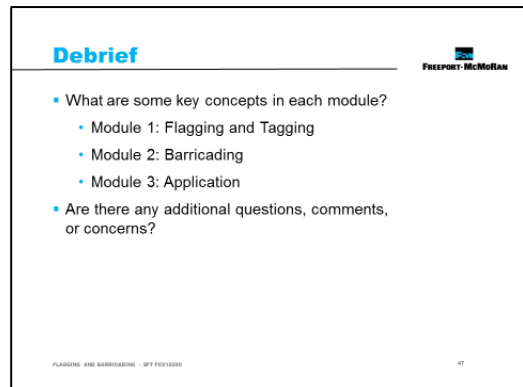 Debrief
FCX
FREEPORT-McMoRAN
What are some key concepts in each module?
Module 1: Flagging and Tagging
Module 2: Barricading
Module 3: Application
Are there any additional questions, comments,
or concerns?
FLAGGING AND BARRICADING – SFT FCX1020C
47